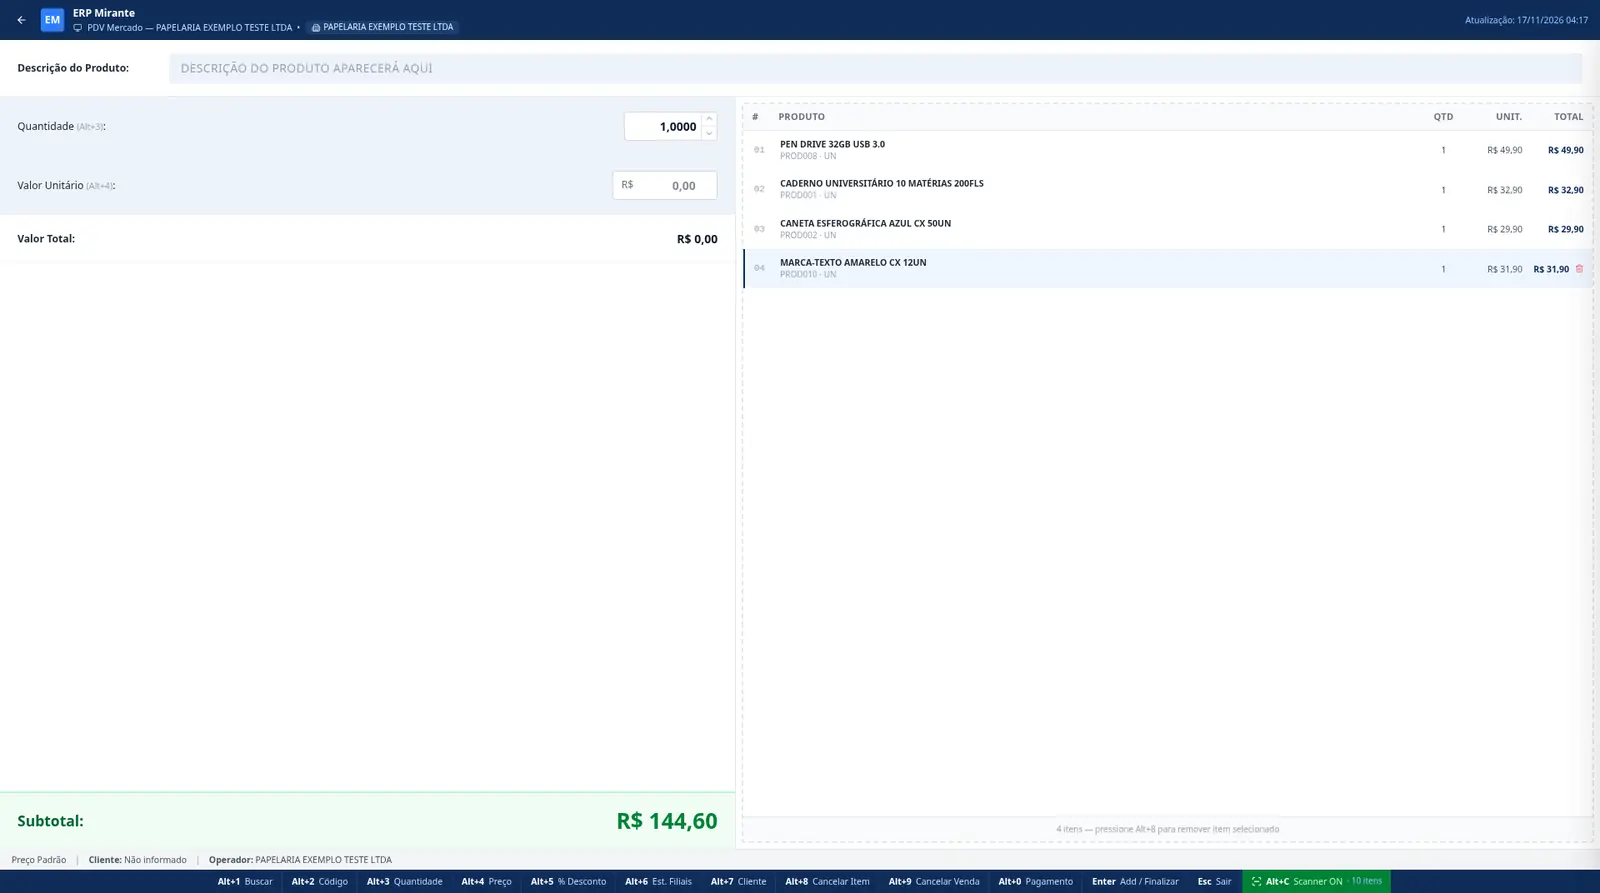 EM
ERP Mirante
PDV Mercado — PAPELARIA EXEMPLO TESTE LTDA • PAPELARIA EXEMPLO TESTE LTDA
Atualização: 17/11/2026 04:17
Descrição do Produto: DESCRIÇÃO DO PRODUTO APARECERÁ AQUI
Quantidade (Alt+3): 1,0000
Valor Unitário (Alt+4): R$ 0,00
Valor Total: R$ 0,00
# PRODUTO QTD UNIT. TOTAL
01 PEN DRIVE 32GB USB 3.0 1 R$ 49,90 R$ 49,90
PROD008 · UN
02 CADERNO UNIVERSITÁRIO 10 MATÉRIAS 200FLS 1 R$ 32,90 R$ 32,90
PROD001 · UN
03 CANETA ESFEROGRÁFICA AZUL CX 50UN 1 R$ 29,90 R$ 29,90
PROD002 · UN
04 MARCA-TEXTO AMARELO CX 12UN 1 R$ 31,90 R$ 31,90
PROD010 · UN
4 itens — pressione Alt+8 para remover item selecionado
Subtotal: R$ 144,60
Preço Padrão | Cliente: Não informado | Operador: PAPELARIA EXEMPLO TESTE LTDA
Alt+1 Buscar Alt+2 Código Alt+3 Quantidade Alt+4 Preço Alt+5 % Desconto Alt+6 Est. Filiais Alt+7 Cliente Alt+8 Cancelar Item Alt+9 Cancelar Venda Alt+0 Pagamento Enter Add / Finalizar Esc Sair Alt+C Scanner ON · 10 itens